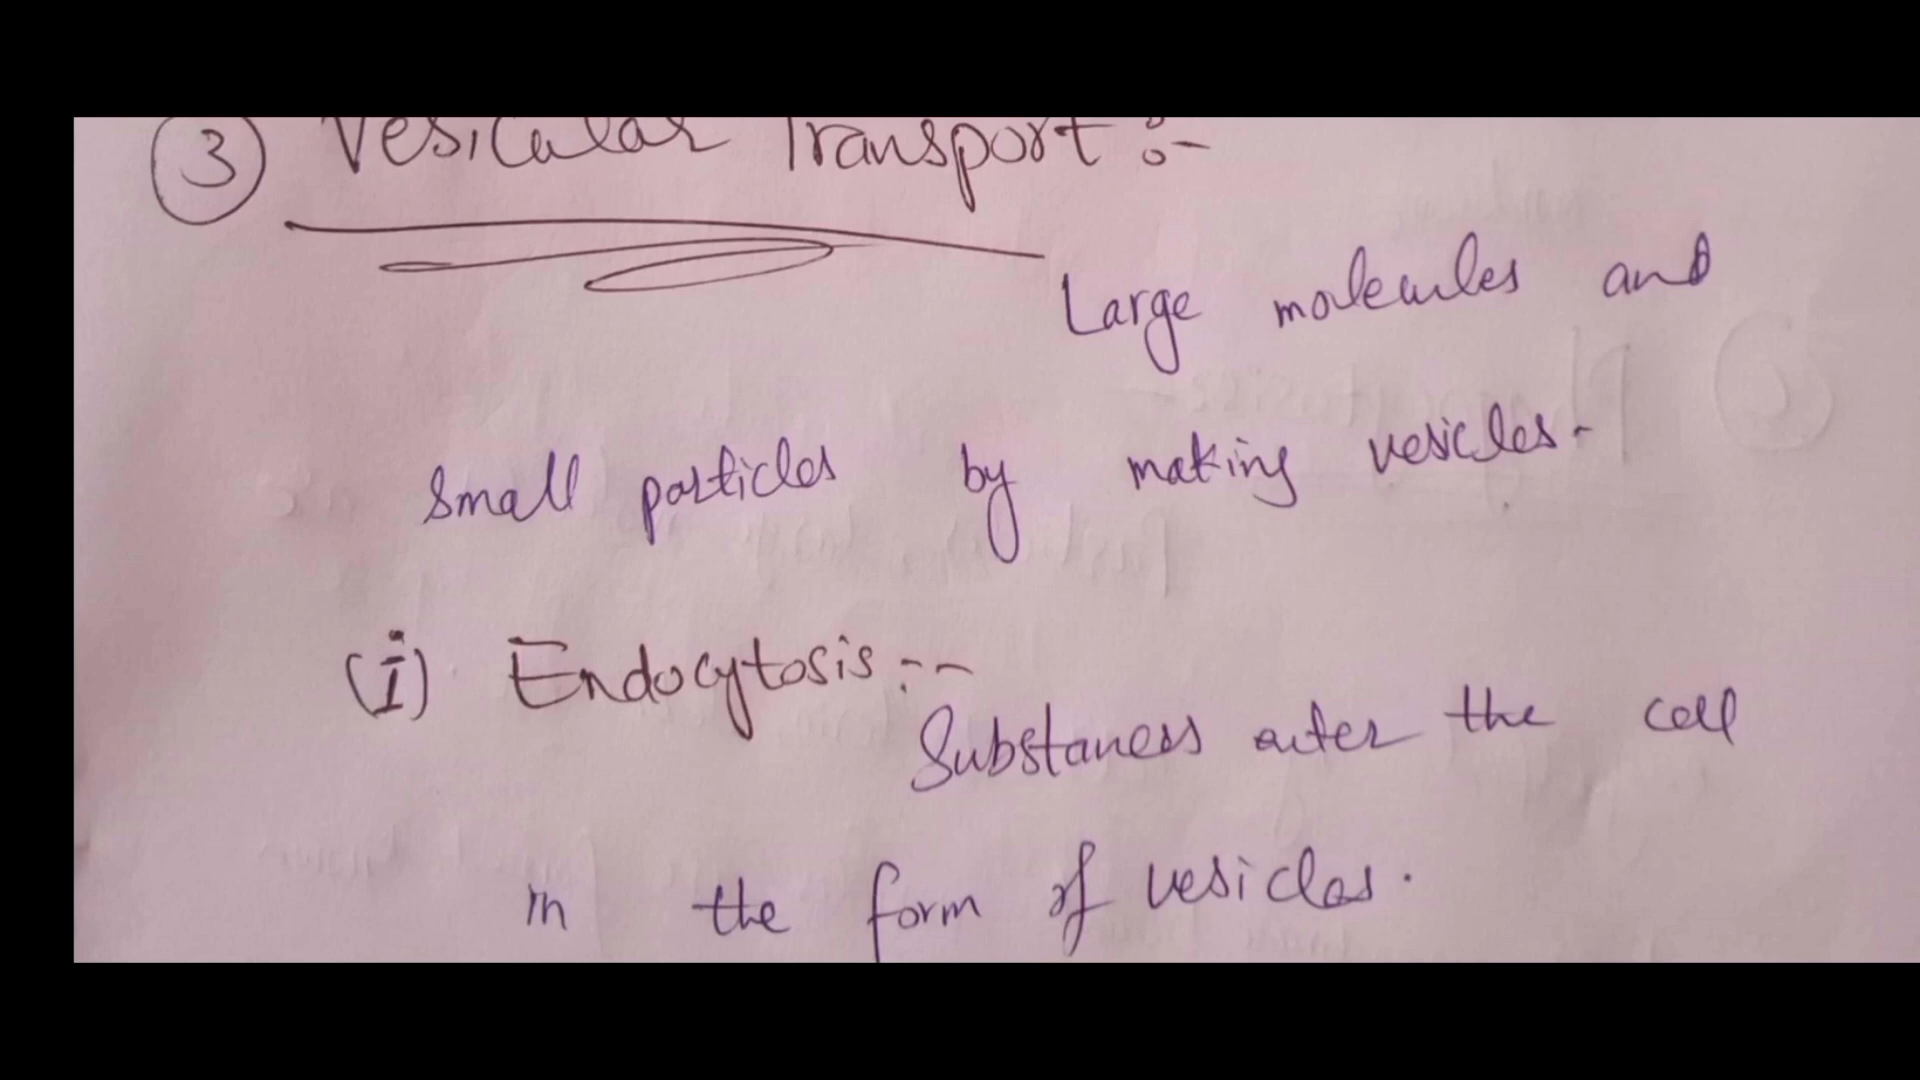 3 Vesicular Transport :-
Large molecules and
small particles by making vesicles.
(i) Endocytosis :-
Substances enter the cell
in the form of vesicles.